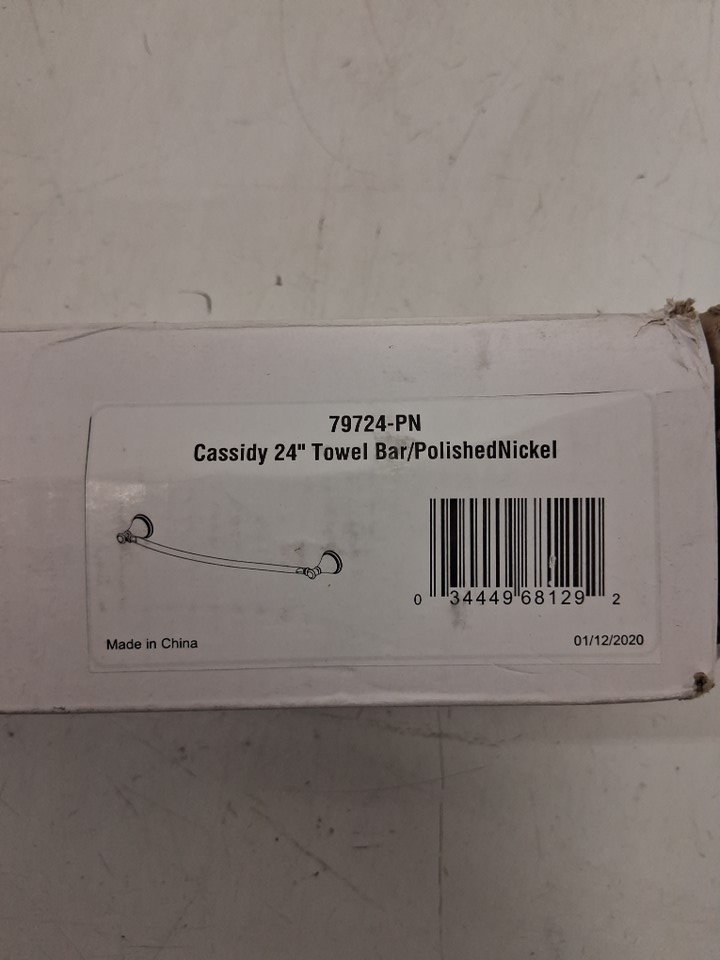 79724-PN
Cassidy 24" Towel Bar/PolishedNickel
0 34449 68129 2
Made in China 01/12/2020